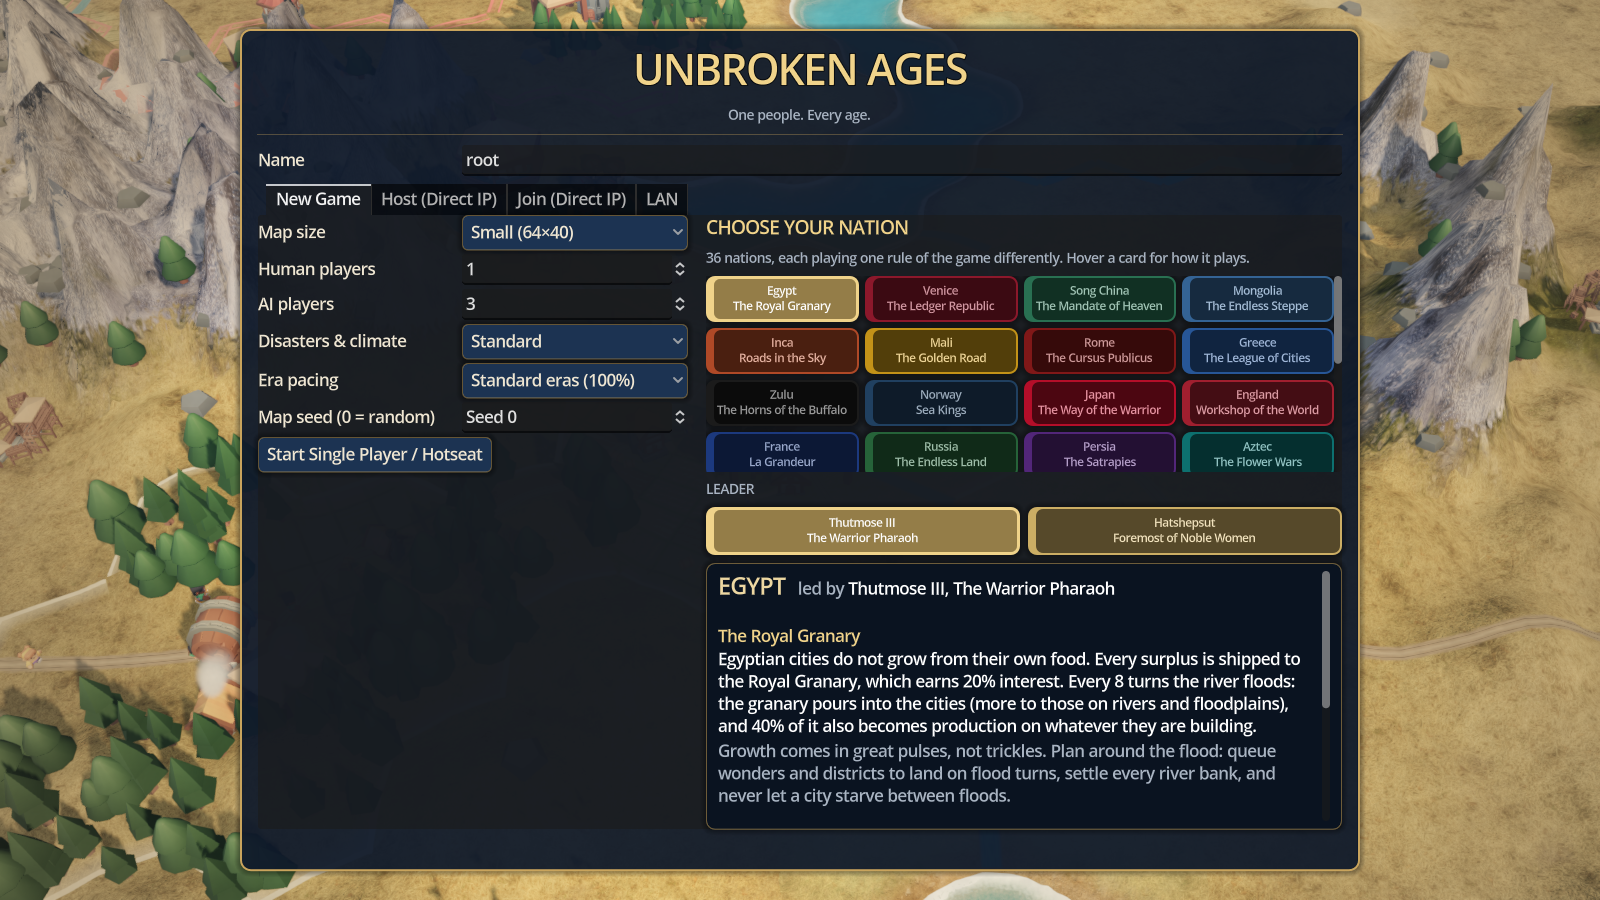 UNBROKEN AGES
One people. Every age.
Name
root
New Game
Host (Direct IP)
Join (Direct IP)
LAN
Map size
Small (64×40)
Human players
1
AI players
3
Disasters & climate
Standard
Era pacing
Standard eras (100%)
Map seed (0 = random)
Seed 0
Start Single Player / Hotseat
CHOOSE YOUR NATION
36 nations, each playing one rule of the game differently. Hover a card for how it plays.
Egypt
The Royal Granary
Venice
The Ledger Republic
Song China
The Mandate of Heaven
Mongolia
The Endless Steppe
Inca
Roads in the Sky
Mali
The Golden Road
Rome
The Cursus Publicus
Greece
The League of Cities
Zulu
The Horns of the Buffalo
Norway
Sea Kings
Japan
The Way of the Warrior
England
Workshop of the World
France
La Grandeur
Russia
The Endless Land
Persia
The Satrapies
Aztec
The Flower Wars
LEADER
Thutmose III
The Warrior Pharaoh
Hatshepsut
Foremost of Noble Women
EGYPT led by Thutmose III, The Warrior Pharaoh
The Royal Granary
Egyptian cities do not grow from their own food. Every surplus is shipped to
the Royal Granary, which earns 20% interest. Every 8 turns the river floods:
the granary pours into the cities (more to those on rivers and floodplains),
and 40% of it also becomes production on whatever they are building.
Growth comes in great pulses, not trickles. Plan around the flood: queue
wonders and districts to land on flood turns, settle every river bank, and
never let a city starve between floods.